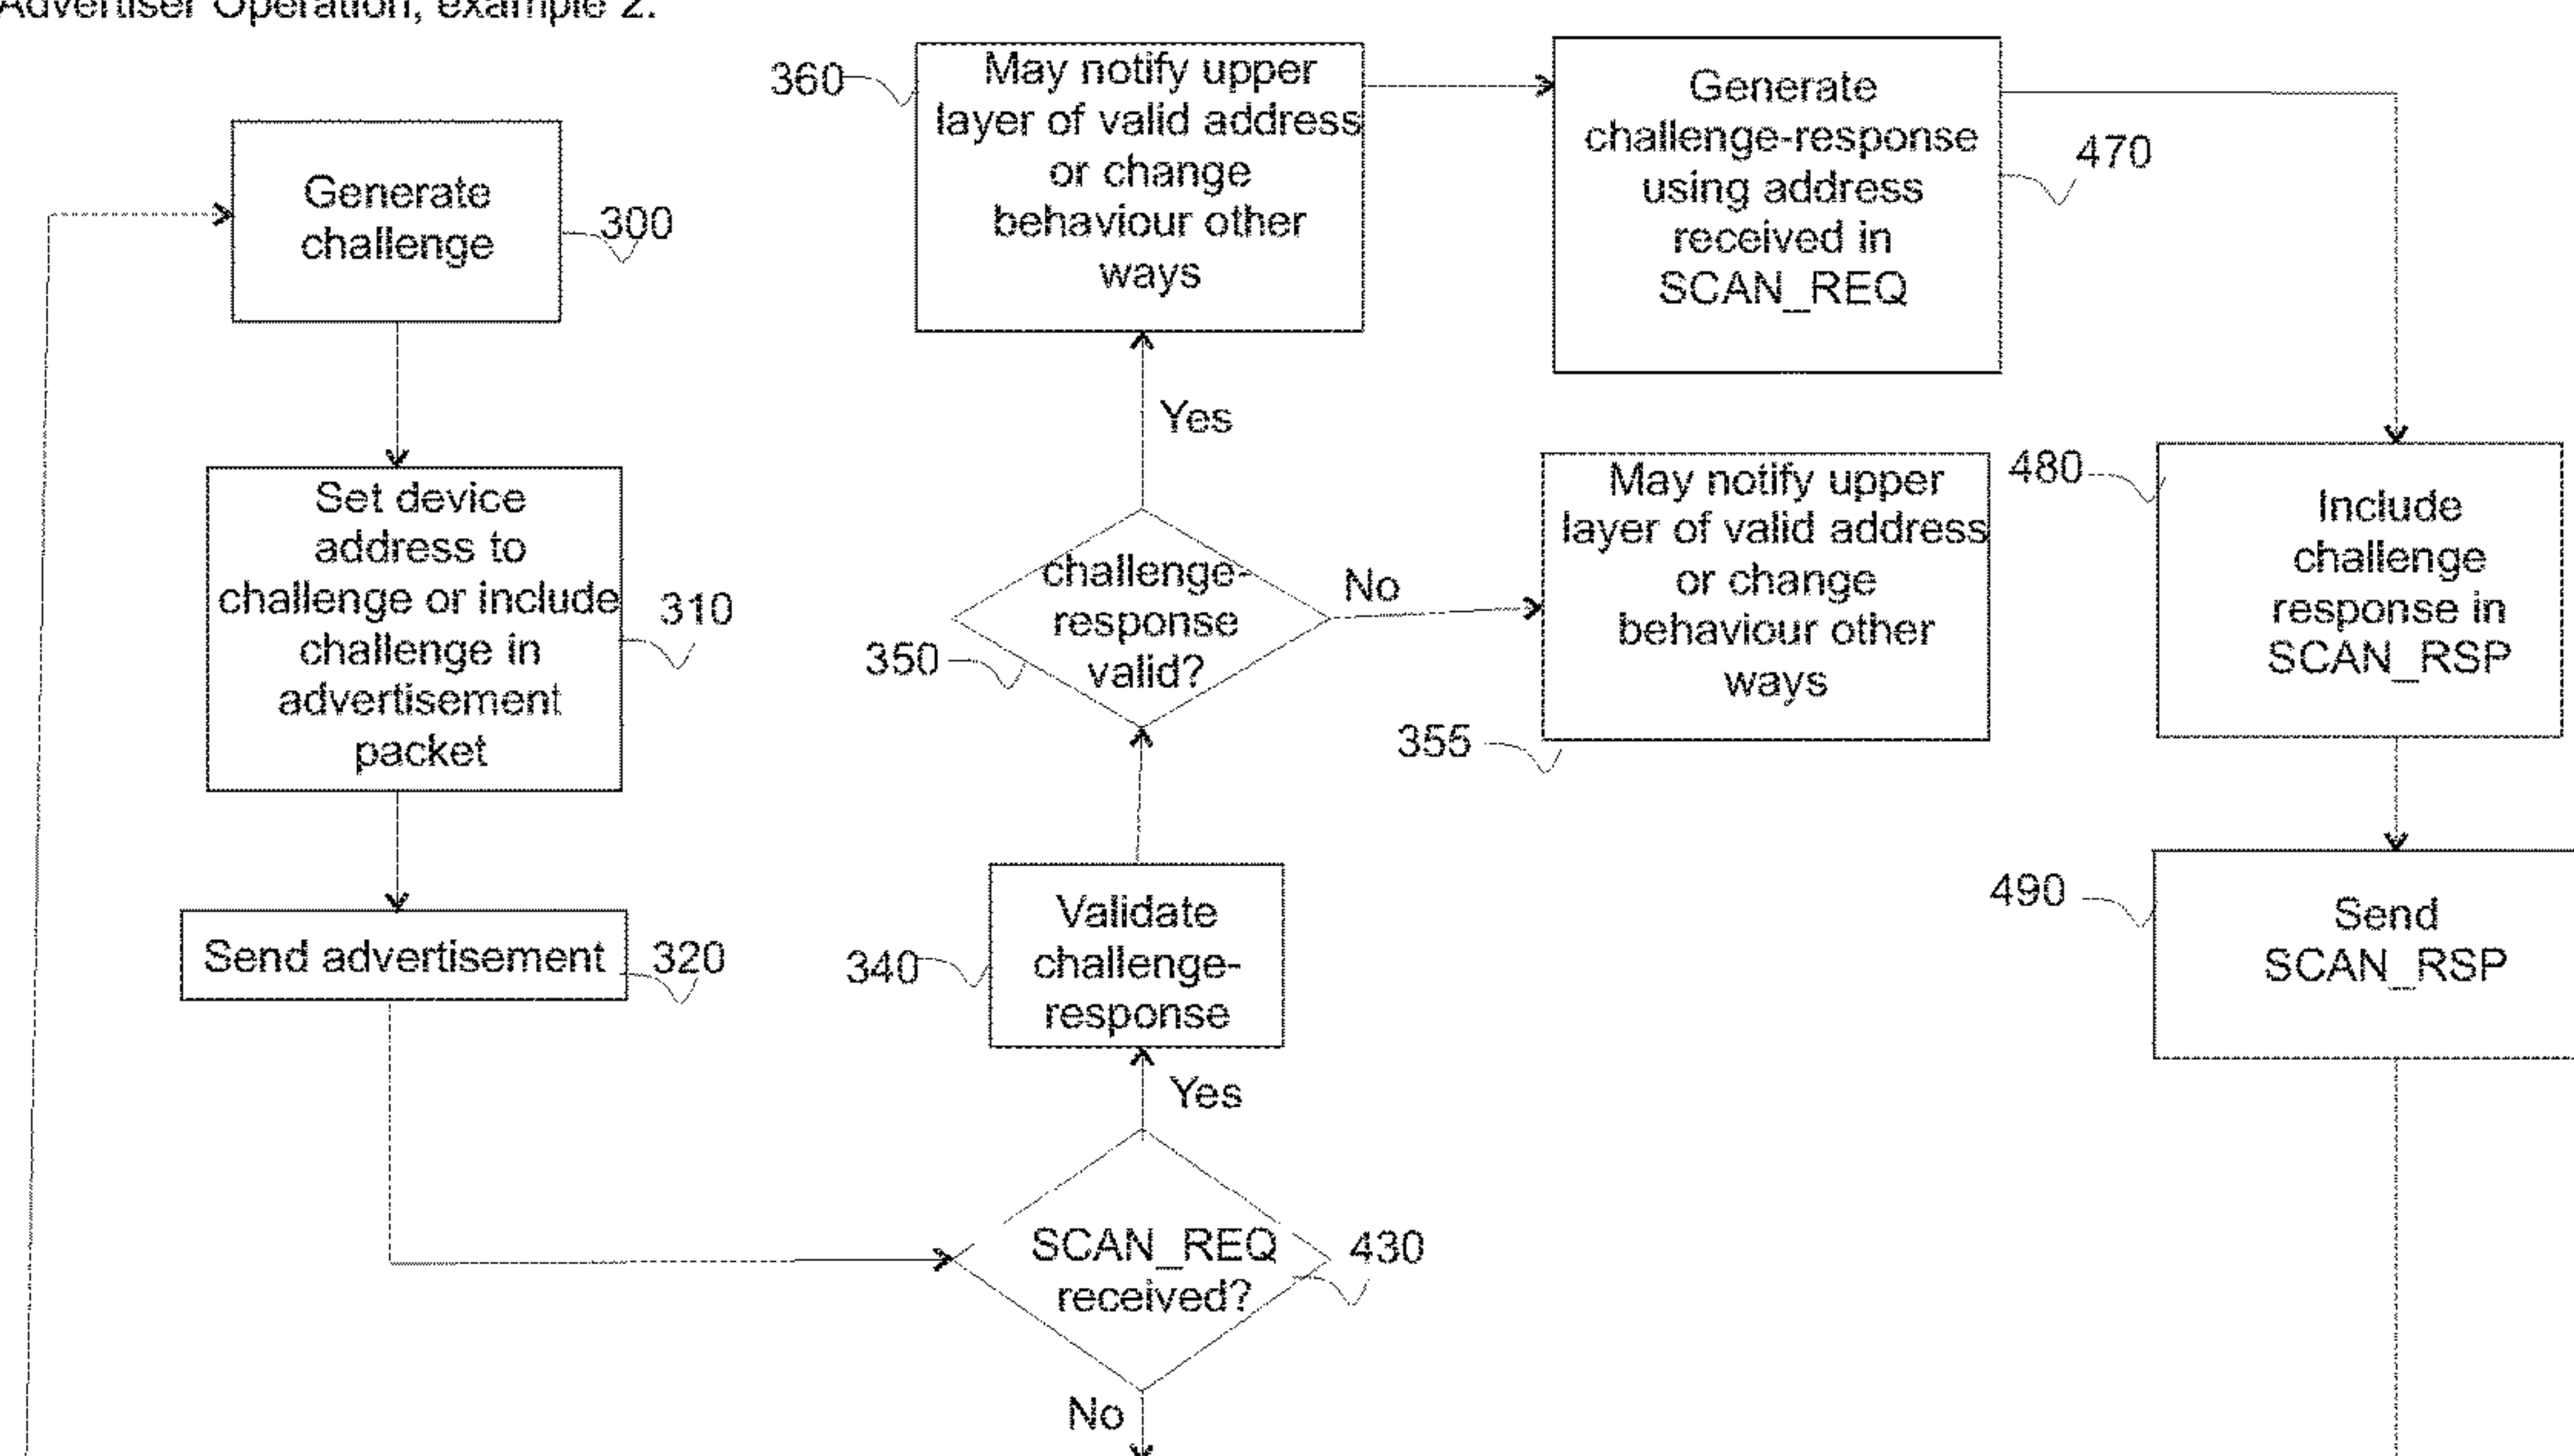 Advertiser Operation, example 2.
Generate
challenge
300
Set device
address to
challenge or include
challenge in
advertisement
packet
310
Send advertisement
320
SCAN_REQ
received?
430
Yes
No
Validate
challenge-
response
340
challenge-
response
valid?
350
Yes
No
May notify upper
layer of valid address
or change
behaviour other
ways
355
360
May notify upper
layer of valid address
or change
behaviour other
ways
Generate
challenge-response
using address
received in
SCAN_REQ
470
480
Include
challenge
response in
SCAN_RSP
490
Send
SCAN_RSP